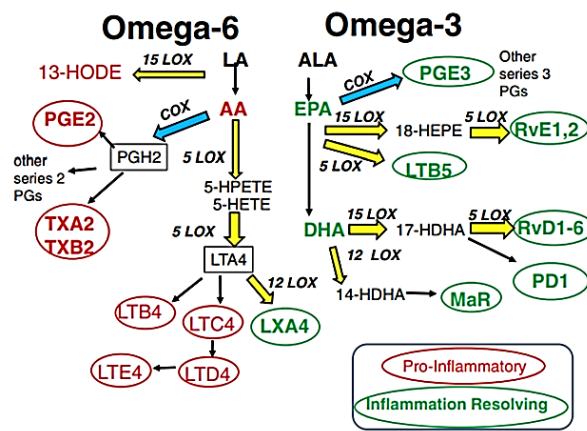 Omega-6
Omega-3
13-HODE
15 LOX
LA
ALA
PGE3
Other
series 3
PGs
COX
COX
PGE2
AA
EPA
15 LOX
18-HEPE
5 LOX
RvE1,2
PGH2
5 LOX
5 LOX
LTB5
other
series 2
PGs
5-HPETE
5-HETE
TXA2
TXB2
5 LOX
DHA
15 LOX
17-HDHA
5 LOX
RvD1-6
LTA4
12 LOX
12 LOX
PD1
14-HDHA
MaR
LTB4
LTC4
LXA4
LTE4
LTD4
Pro-Inflammatory
Inflammation Resolving